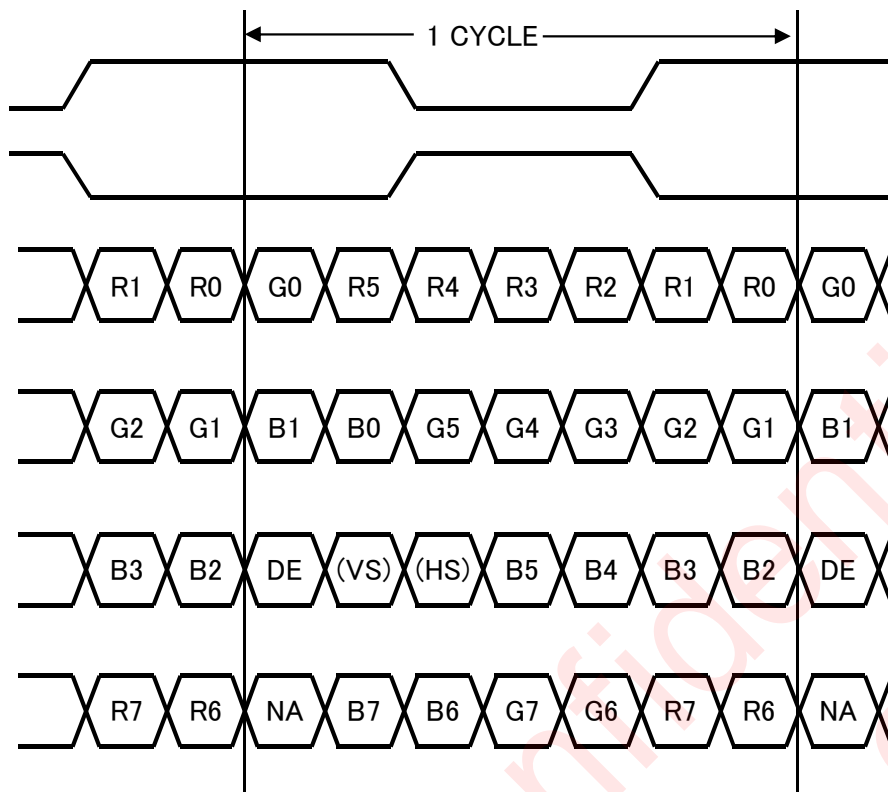 1 CYCLE
R1 R0 G0 R5 R4 R3 R2 R1 R0 G0
G2 G1 B1 B0 G5 G4 G3 G2 G1 B1
B3 B2 DE (VS) (HS) B5 B4 B3 B2 DE
R7 R6 NA B7 B6 G7 G6 R7 R6 NA